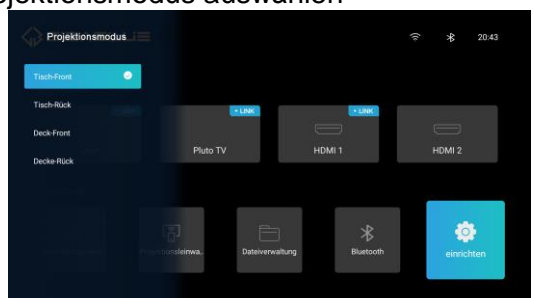 ojektionsmodus auswählen
Projektionsmodus
20:43
Tisch-Front
Tisch-Rück
Deck-Front
Decke-Rück
LINK
LINK
Pluto TV
HDMI 1
HDMI 2
Dateiverwaltung
Bluetooth
einrichten